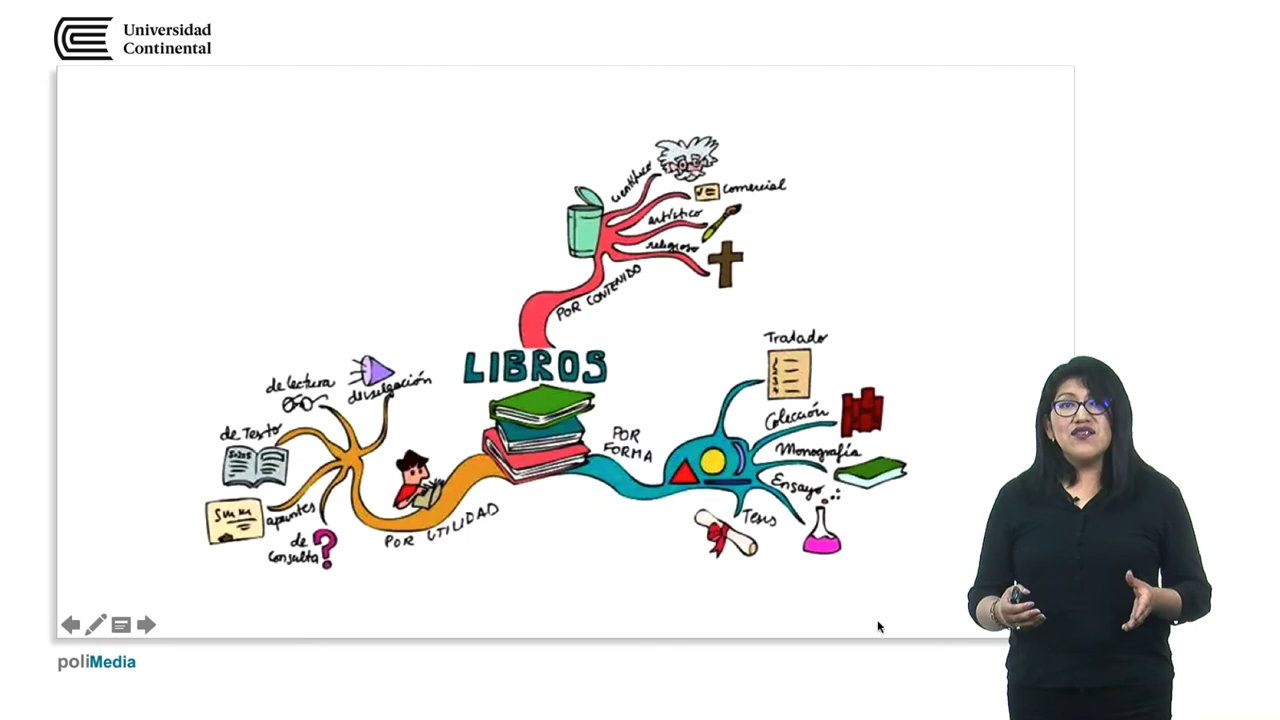 Universidad
Continental
científico
comercial
artístico
religioso
POR CONTENIDO
LIBROS
Tratado
Colección
Monografía
Ensayo
Tesis
POR
FORMA
de lectura
devulgación
de Texto
apuntes
de
consulta
POR UTILIDAD
poliMedia